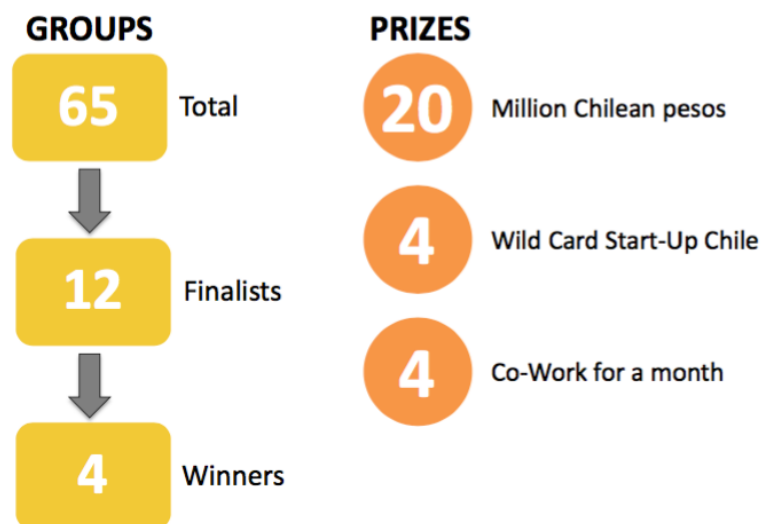 GROUPS
65 Total
12 Finalists
4 Winners
PRIZES
20 Million Chilean pesos
4 Wild Card Start-Up Chile
4 Co-Work for a month